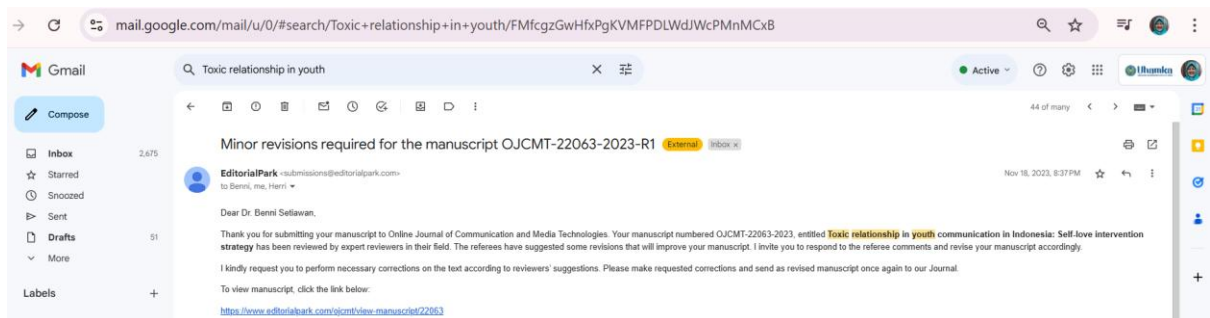 mail.google.com/mail/u/0/#search/Toxic+relationship+in+youth/FMfcgzGwHfxPgKVMFPDLWdJWcPMnMCxB
Gmail
Toxic relationship in youth
Active
Uhamka
Compose
44 of many
Minor revisions required for the manuscript OJCMT-22063-2023-R1 External Inbox x
Inbox 2,675
EditorialPark <submissions@editorialpark.com> Nov 18, 2023, 8:37 PM
to Benni, me, Herri
Starred
Snoozed
Dear Dr. Benni Setiawan,
Sent
Thank you for submitting your manuscript to Online Journal of Communication and Media Technologies. Your manuscript numbered OJCMT-22063-2023, entitled Toxic relationship in youth communication in Indonesia: Self-love intervention
Drafts 51
strategy has been reviewed by expert reviewers in their field. The referees have suggested some revisions that will improve your manuscript. I invite you to respond to the referee comments and revise your manuscript accordingly.
More
I kindly request you to perform necessary corrections on the text according to reviewers' suggestions. Please make requested corrections and send as revised manuscript once again to our Journal.
Labels
To view manuscript, click the link below:
https://www.editorialpark.com/ojcmt/view-manuscript/22063